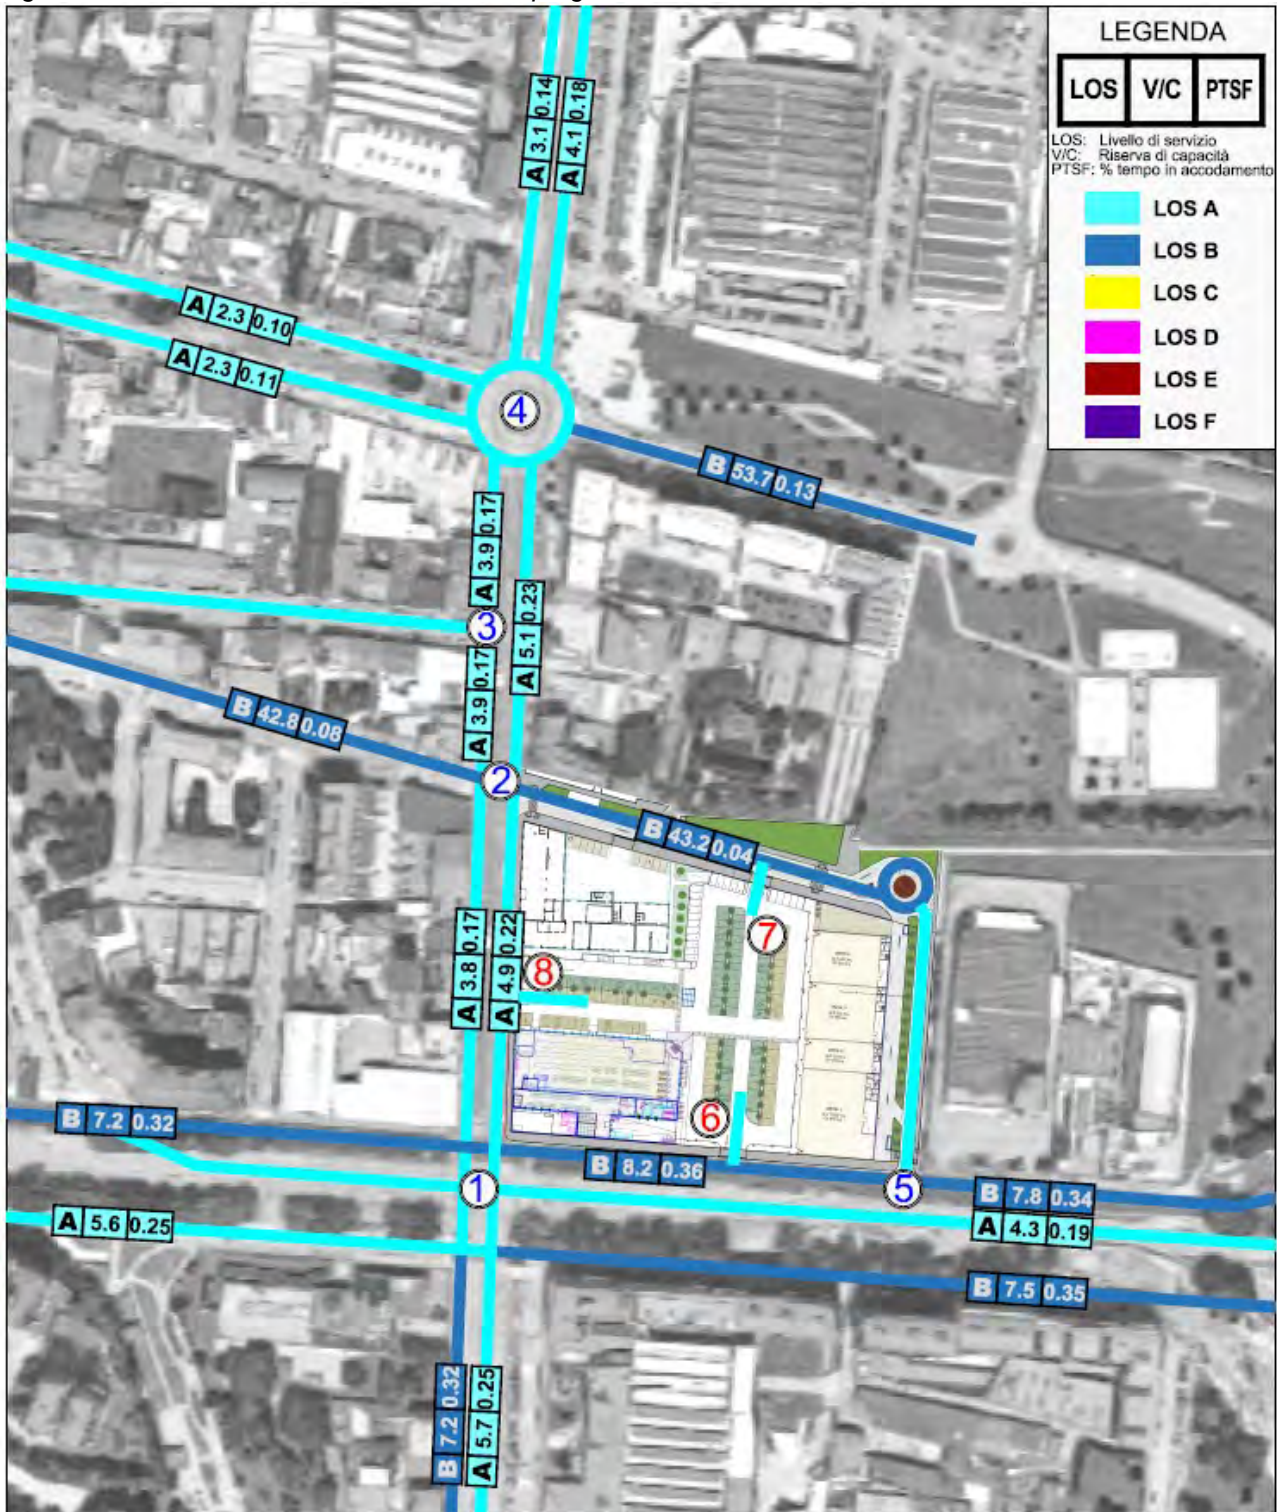 LEGENDA
LOS V/C PTSF
LOS: Livello di servizio
V/C: Riserva di capacità
PTSF: % tempo in accodamento
LOS A
LOS B
LOS C
LOS D
LOS E
LOS F
A 3.1 0.14
A 4.1 0.18
A 2.3 0.10
A 2.3 0.11
4
B 53.7 0.13
A 3.9 0.17
A 5.1 0.23
3
A 3.9 0.17
B 42.8 0.08
2
B 43.2 0.04
7
8
A 3.8 0.17
A 4.9 0.22
6
B 7.2 0.32
B 8.2 0.36
1
5
B 7.8 0.34
A 4.3 0.19
A 5.6 0.25
B 7.5 0.35
B 7.2 0.32
A 5.7 0.25